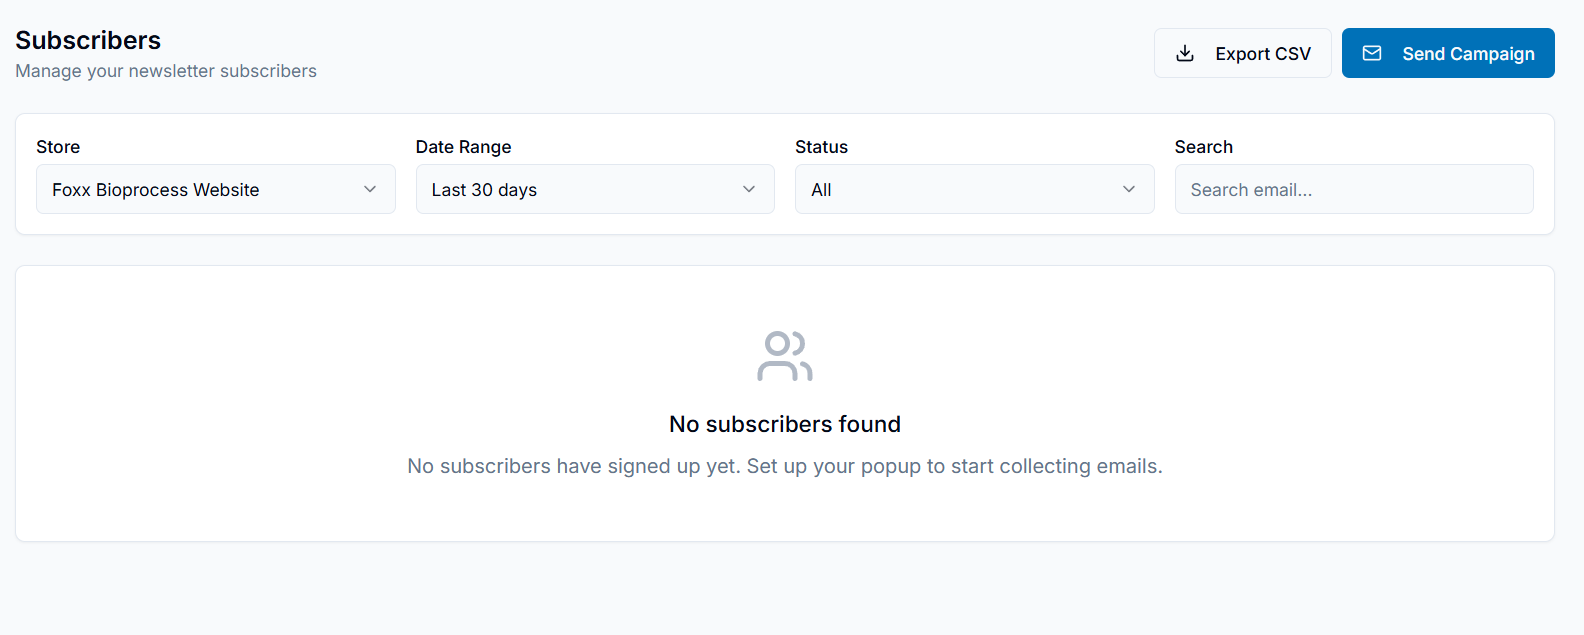 Subscribers
Manage your newsletter subscribers
Export CSV
Send Campaign
Store
Date Range
Status
Search
Foxx Bioprocess Website
Last 30 days
All
Search email...
No subscribers found
No subscribers have signed up yet. Set up your popup to start collecting emails.